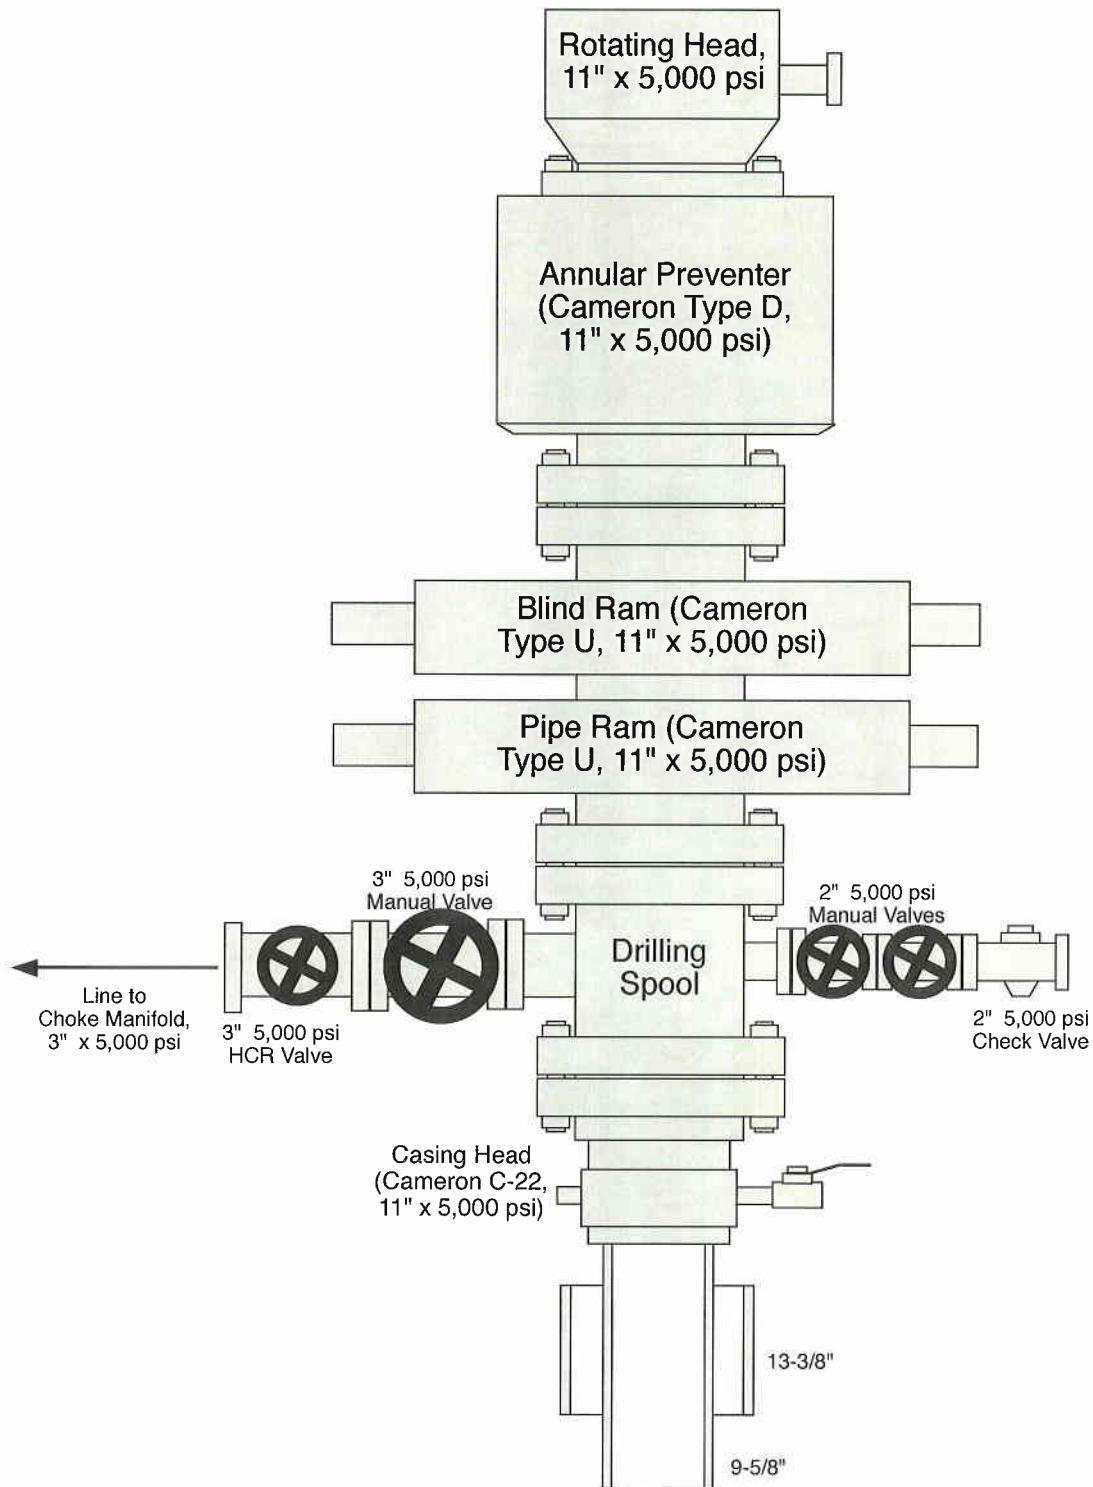 Rotating Head,
11" x 5,000 psi
Annular Preventer
(Cameron Type D,
11" x 5,000 psi)
Blind Ram (Cameron
Type U, 11" x 5,000 psi)
Pipe Ram (Cameron
Type U, 11" x 5,000 psi)
3" 5,000 psi
Manual Valve
2" 5,000 psi
Manual Valves
Drilling
Spool
Line to
Choke Manifold,
3" x 5,000 psi
3" 5,000 psi
HCR Valve
2" 5,000 psi
Check Valve
Casing Head
(Cameron C-22,
11" x 5,000 psi)
13-3/8"
9-5/8"